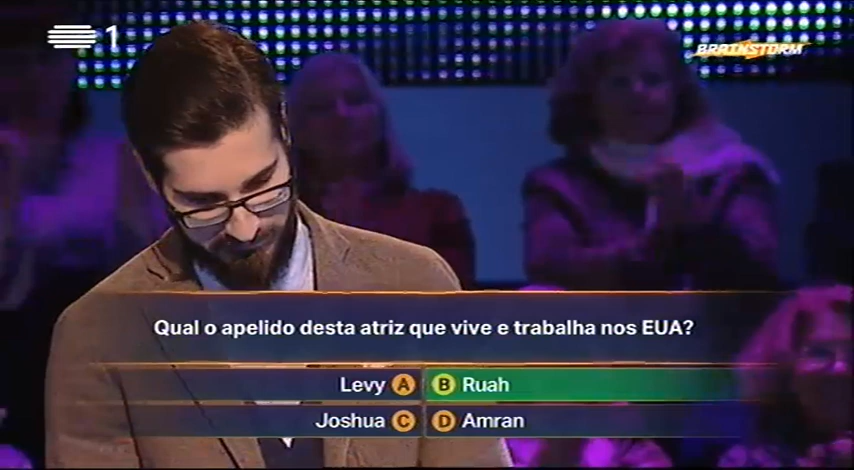 1
BRAINSTORM
Qual o apelido desta atriz que vive e trabalha nos EUA?
Levy A
B Ruah
Joshua C
D Amran